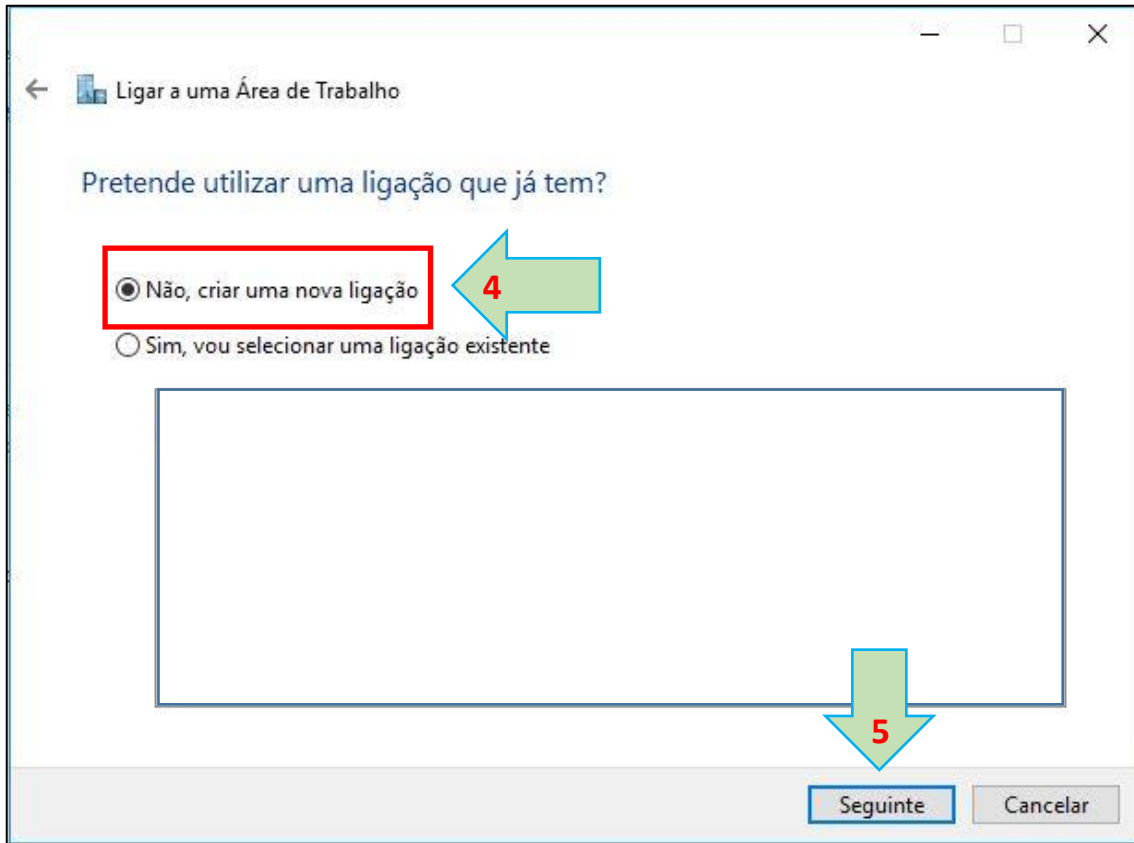 Ligar a uma Área de Trabalho
Pretende utilizar uma ligação que já tem?
Não, criar uma nova ligação
4
Sim, vou selecionar uma ligação existente
5
Seguinte
Cancelar